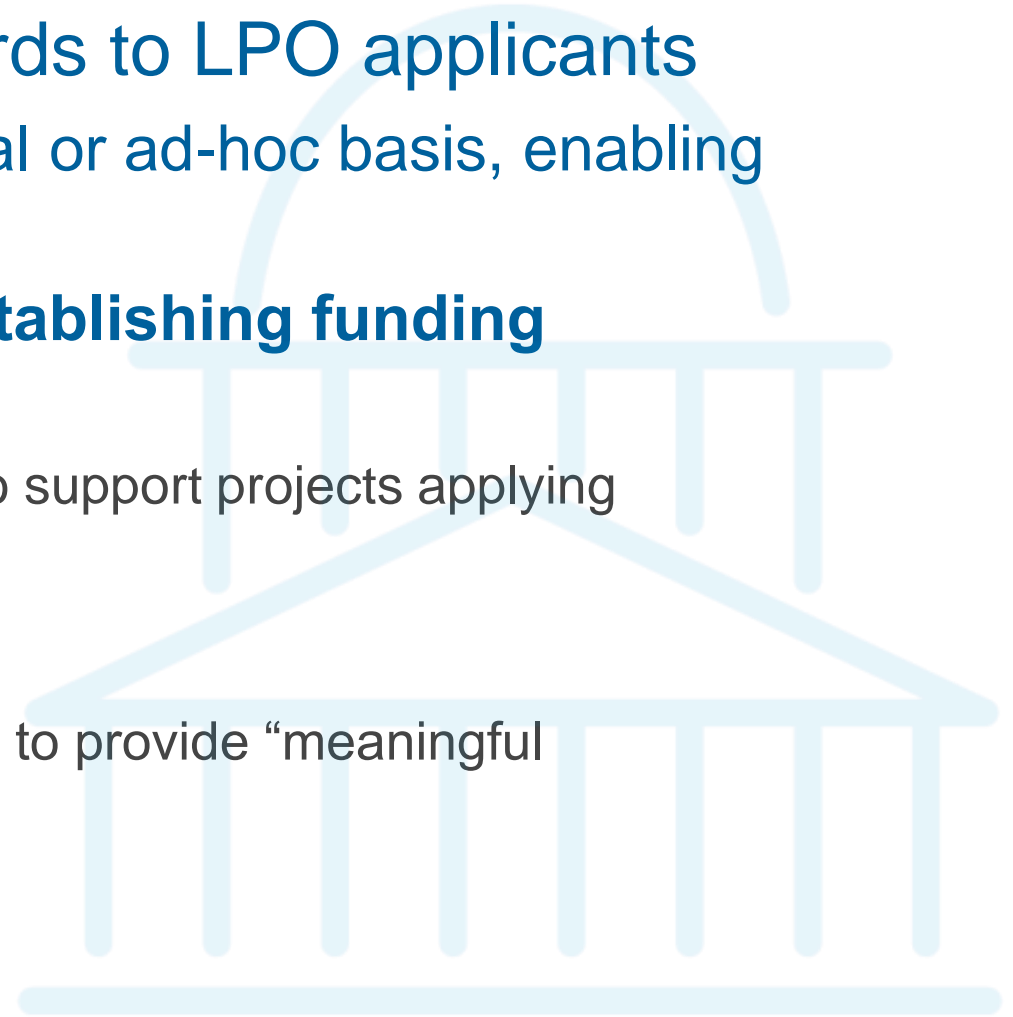 rds to LPO applicants
al or ad-hoc basis, enabling
tablishing funding
o support projects applying
to provide “meaningful